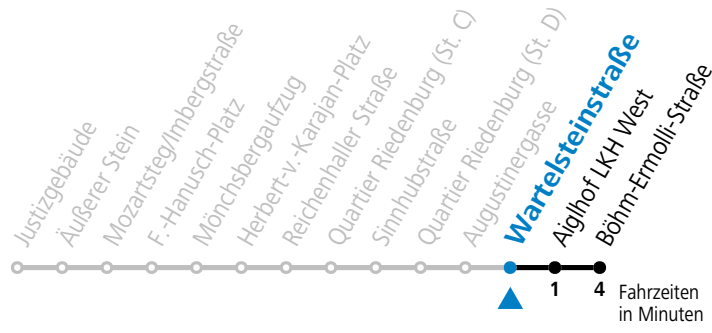 Justizgebäude
Äußerer Stein
Mozartsteg/Imbergstraße
F.-Hanusch-Platz
Mönchsbergaufzug
Herbert-v.-Karajan-Platz
Reichenhaller Straße
Quartier Riedenburg (St. C)
Sinnhubstraße
Quartier Riedenburg (St. D)
Augustinergasse
Wartelsteinstraße
Aiglhof LKH West
Böhm-Ermolli-Straße
1 4 Fahrzeiten
in Minuten